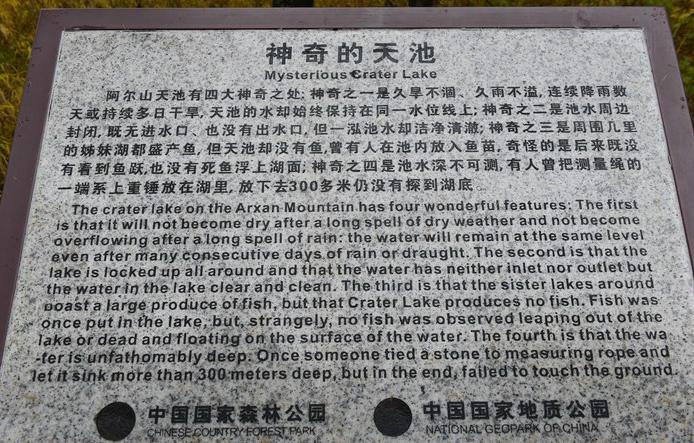 神奇的天池
Mysterious Crater Lake
阿尔山天池有四大神奇之处: 神奇之一是久旱不涸、久雨不溢, 连续降雨数
天或持续多日干旱, 天池的水却始终保持在同一水位线上; 神奇之二是池水周边
封闭, 既无进水口、也没有出水口, 但一泓池水却洁净清澈; 神奇之三是周围几里
的姊妹湖都盛产鱼, 但天池却没有鱼,曾有人在池内放入鱼苗, 奇怪的是后来既没
有看到鱼跃,也没有死鱼浮上湖面; 神奇之四是池水深不可测, 有人曾把测量绳的
一端系上重锤放在湖里, 放下去300多米仍没有探到湖底。
The crater lake on the Arxan Mountain has four wonderful features: The first
is that it will not become dry after a long spell of dry weather and not become
overflowing after a long spell of rain: the water will remain at the same level
even after many consecutive days of rain or draught. The second is that the
lake is locked up all around and that the water has neither inlet nor outlet but
the water in the lake clear and clean. The third is that the sister lakes around
boast a large produce of fish, but that Crater Lake produces no fish. Fish was
once put in the lake, but, strangely, no fish was observed leaping out of the
lake or dead and floating on the surface of the water. The fourth is that the wa
-ter is unfathomably deep. Once someone tied a stone to measuring rope and
let it sink more than 300 meters deep, but in the end, failed to touch the ground.
中国国家森林公园
CHINESE COUNTRY FOREST PARK
中国国家地质公园
NATIONAL GEOPARK OF CHINA